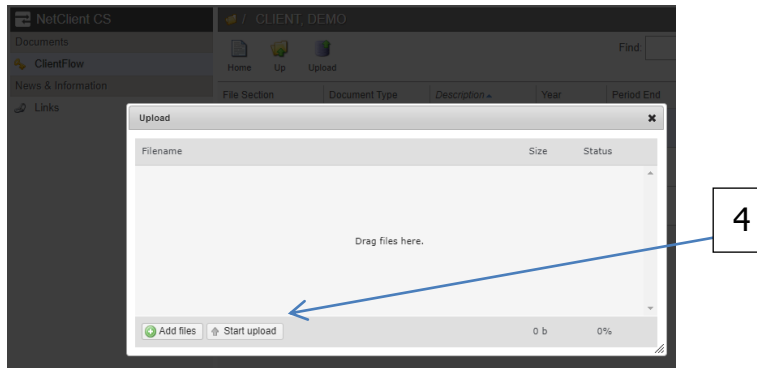 NetClient CS
/ CLIENT, DEMO
Documents
ClientFlow
News & Information
Links
Home Up Upload
Find:
File Section Document Type Description Year Period End
Upload
Filename Size Status
Drag files here.
Add files Start upload 0 b 0%
4